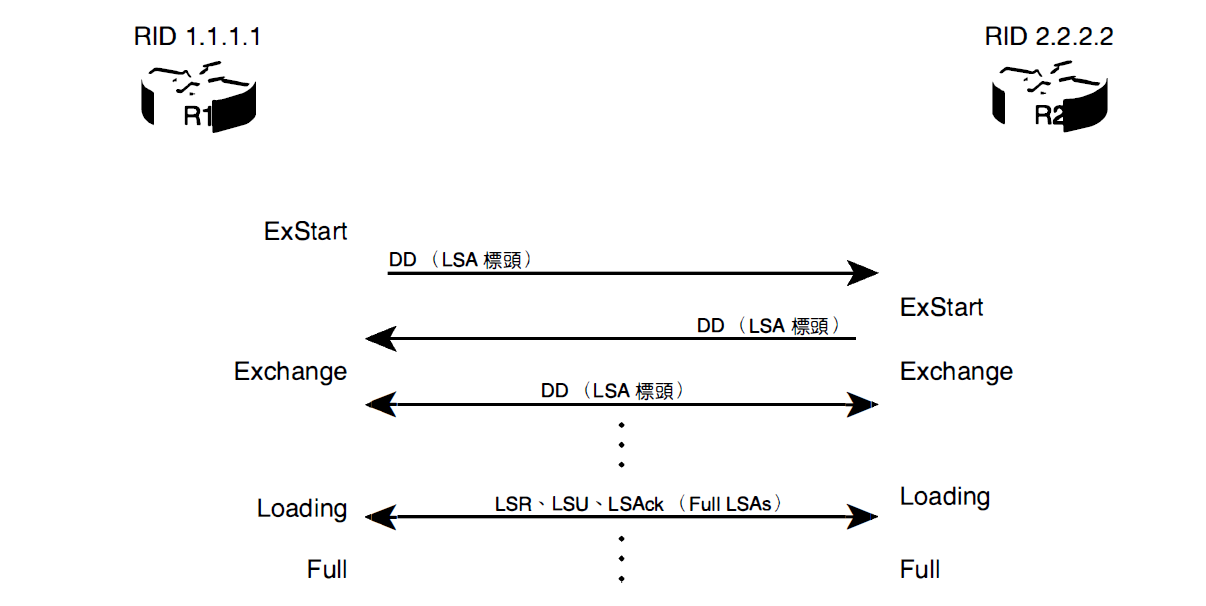 RID 1.1.1.1
RID 2.2.2.2
R1
R2
ExStart
DD（LSA 標頭）
ExStart
DD（LSA 標頭）
Exchange
Exchange
DD（LSA 標頭）
Loading
LSR、LSU、LSAck（Full LSAs）
Loading
Full
Full